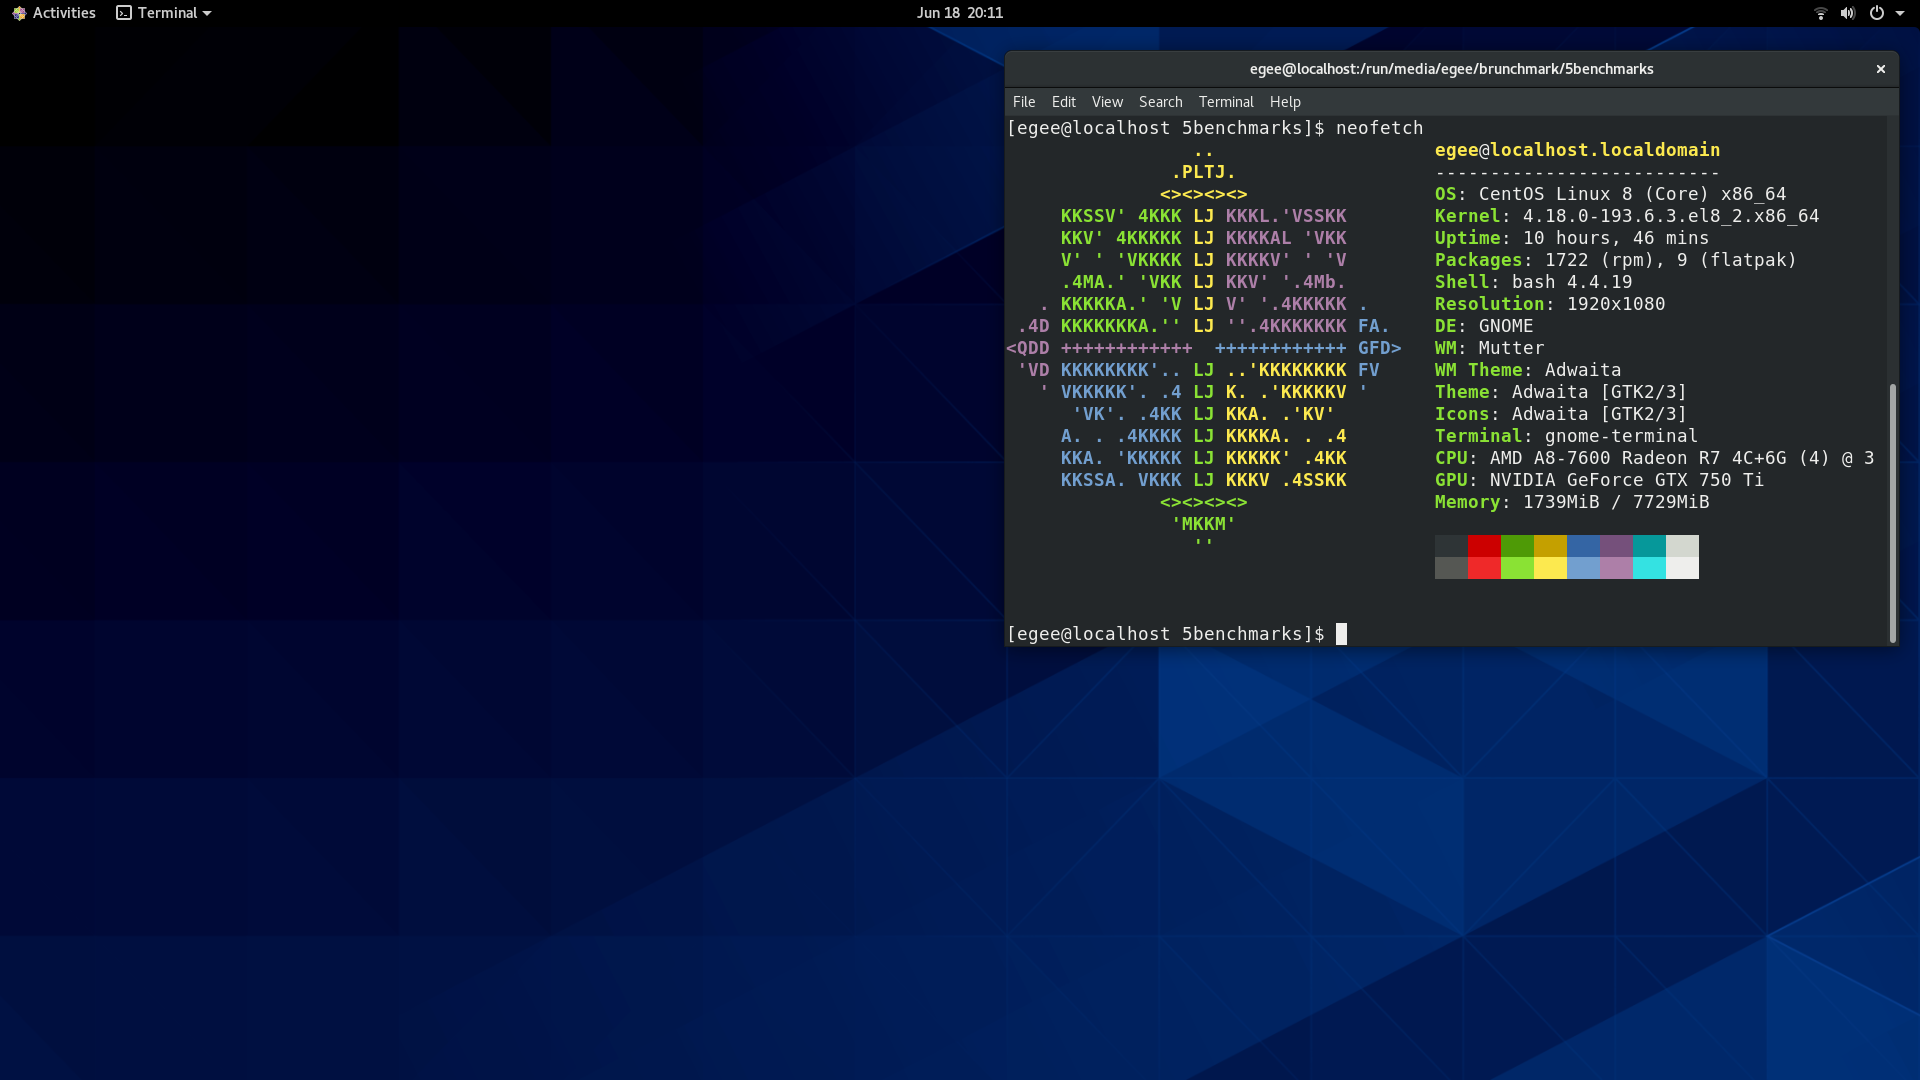 Activities Terminal Jun 18 20:11
egee@localhost:/run/media/egee/brunchmark/5benchmarks
File Edit View Search Terminal Help
[egee@localhost 5benchmarks]$ neofetch
.. egee@localhost.localdomain
.PLTJ. --------------------------
<><><><> OS: CentOS Linux 8 (Core) x86_64
KKSSV' 4KKK LJ KKKL.'VSSKK Kernel: 4.18.0-193.6.3.el8_2.x86_64
KKV' 4KKKKK LJ KKKKAL 'VKK Uptime: 10 hours, 46 mins
V' ' 'VKKKK LJ KKKKV' ' 'V Packages: 1722 (rpm), 9 (flatpak)
.4MA.' 'VKK LJ KKV' '.4Mb. Shell: bash 4.4.19
. KKKKKA.' 'V LJ V' '.4KKKKK . Resolution: 1920x1080
.4D KKKKKKKA.'' LJ ''.4KKKKKKK FA. DE: GNOME
<QDD ++++++++++++ ++++++++++++ GFD> WM: Mutter
'VD KKKKKKKK'.. LJ ..'KKKKKKKK FV WM Theme: Adwaita
' VKKKKK'. .4 LJ K. .'KKKKKV ' Theme: Adwaita [GTK2/3]
'VK'. .4KK LJ KKA. .'KV' Icons: Adwaita [GTK2/3]
A. . .4KKKK LJ KKKKA. . .4 Terminal: gnome-terminal
KKA. 'KKKKK LJ KKKKK' .4KK CPU: AMD A8-7600 Radeon R7 4C+6G (4) @ 3
KKSSA. VKKK LJ KKKV .4SSKK GPU: NVIDIA GeForce GTX 750 Ti
<><><><> Memory: 1739MiB / 7729MiB
'MKKM'
''
[egee@localhost 5benchmarks]$